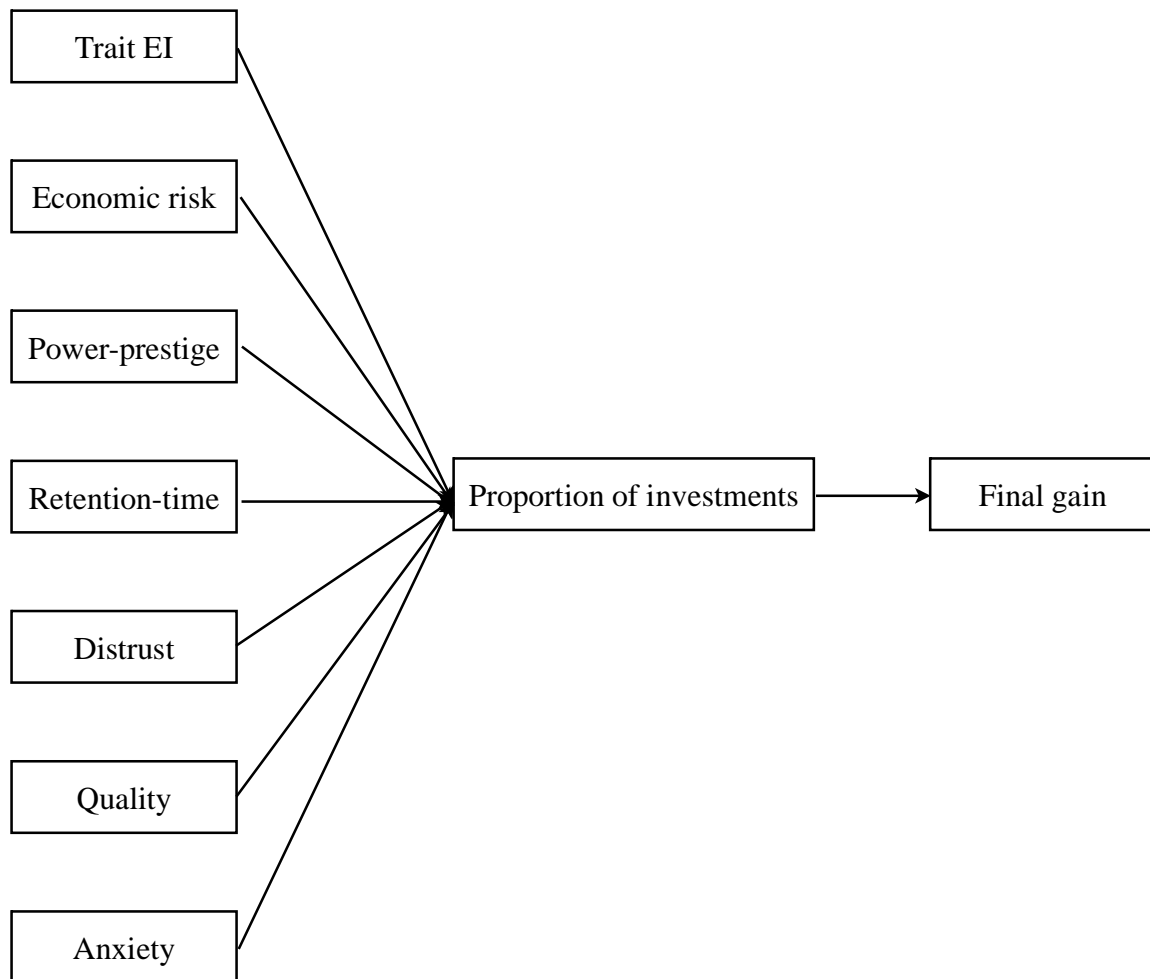 Trait EI
Economic risk
Power-prestige
Retention-time
Proportion of investments
Final gain
Distrust
Quality
Anxiety